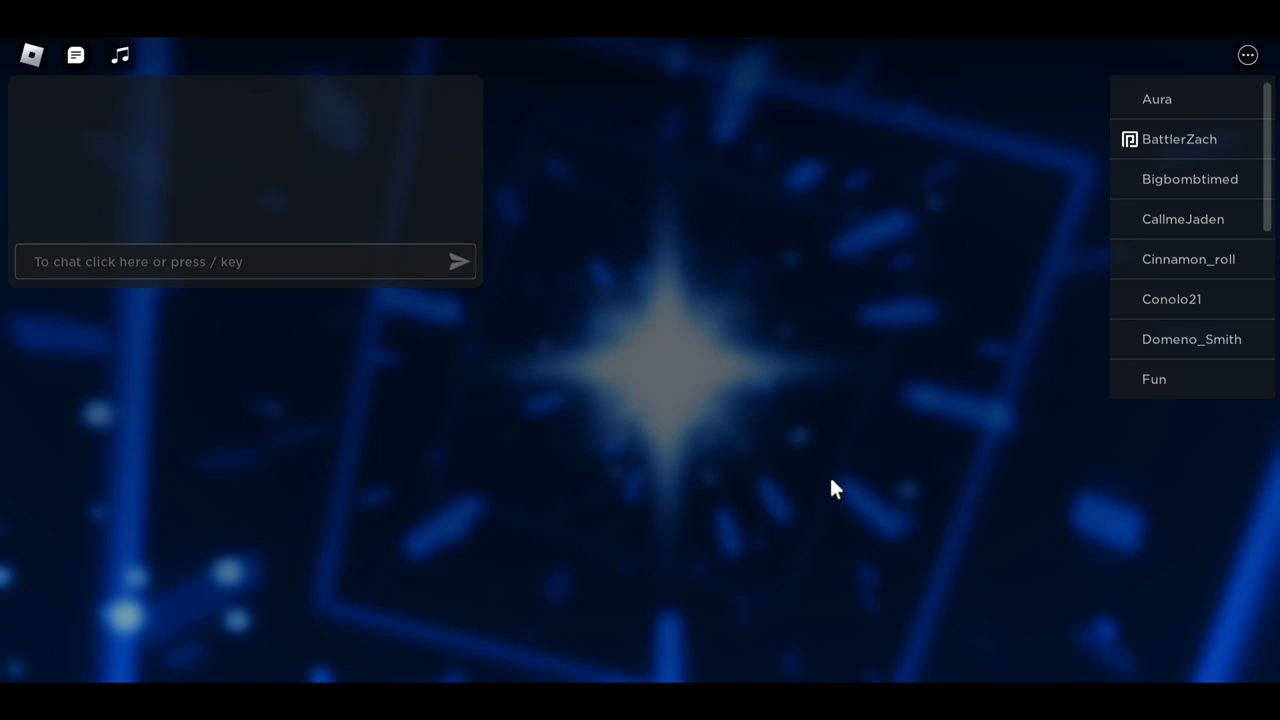 To chat click here or press / key
Aura
BattlerZach
Bigbombtimed
CallmeJaden
Cinnamon_roll
Conolo21
Domeno_Smith
Fun